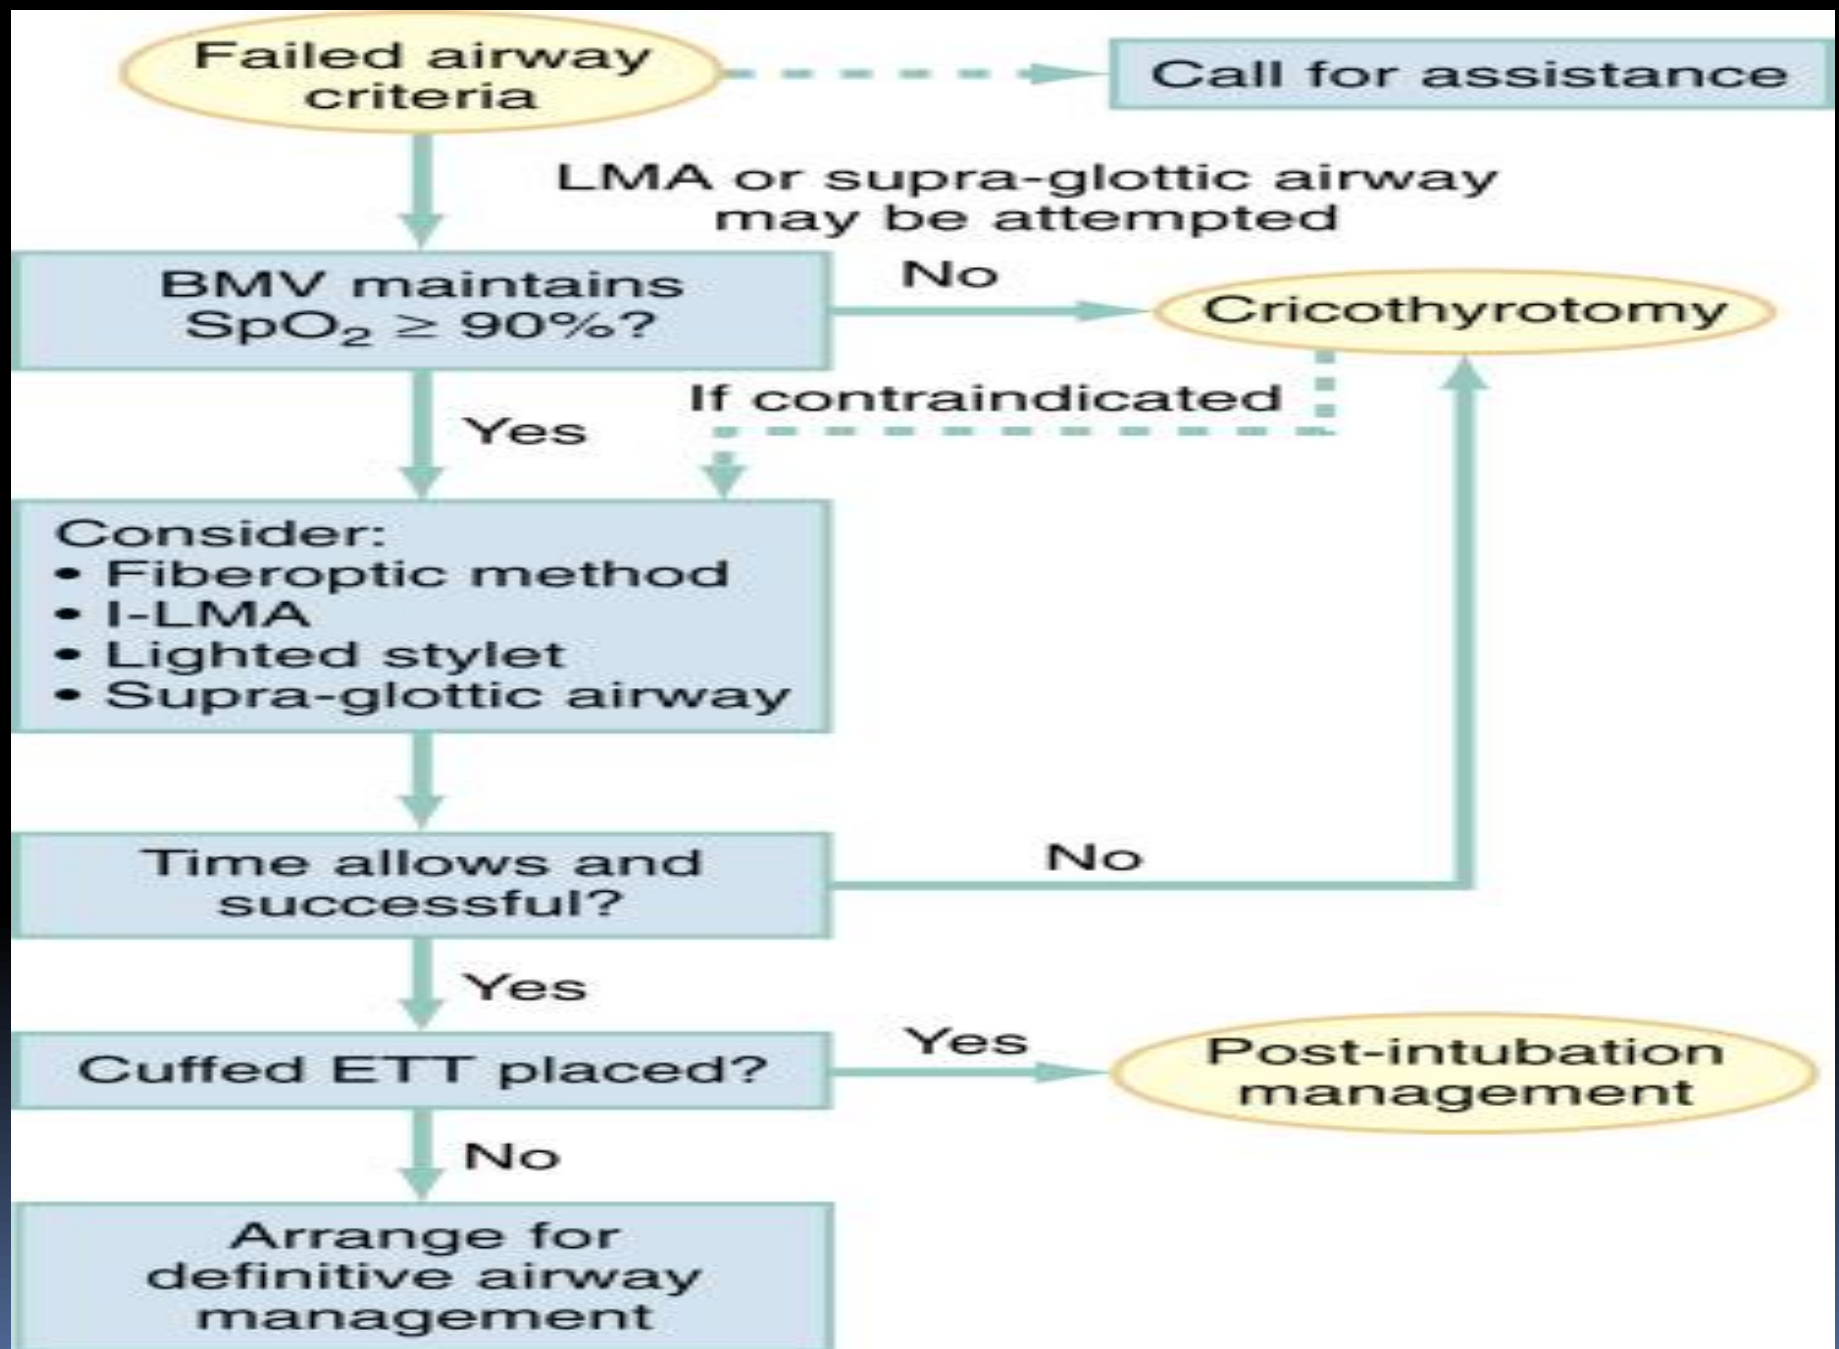 Failed airway
criteria
Call for assistance
LMA or supra-glottic airway
may be attempted
BMV maintains
SpO₂ ≥ 90%?
No
Cricothyrotomy
If contraindicated
Yes
Consider:
• Fiberoptic method
• I-LMA
• Lighted stylet
• Supra-glottic airway
Time allows and
successful?
No
Yes
Cuffed ETT placed?
Yes
Post-intubation
management
No
Arrange for
definitive airway
management